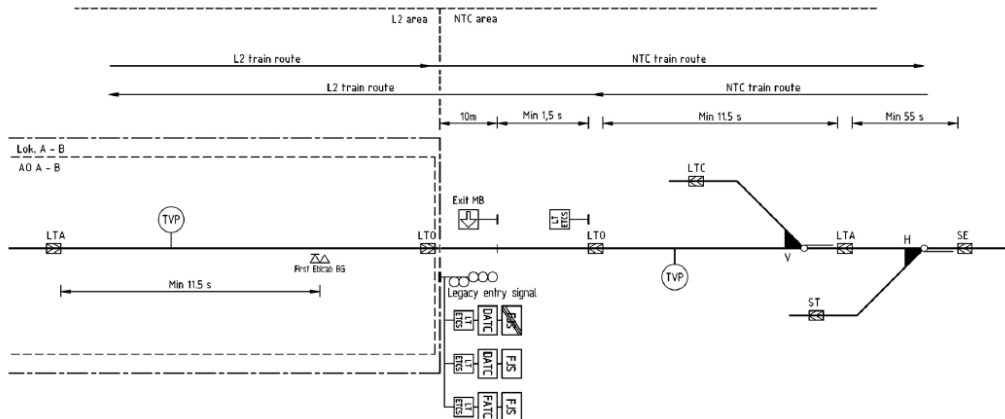 L2 area
NTC area
L2 train route
NTC train route
L2 train route
NTC train route
10m
Min 1,5 s
Min 11.5 s
Min 55 s
Lok. A - B
AO A - B
LTC
Exit MB
LT
ETCS
TVP
LTA
LTO
LTO
V
LTA
H
SE
First Ebicab BG
TVP
Min 11.5 s
Legacy entry signal
ST
LT
ETCS
DATC
FJS
LT
ETCS
DATC
FJS
LT
ETCS
FATC
FJS